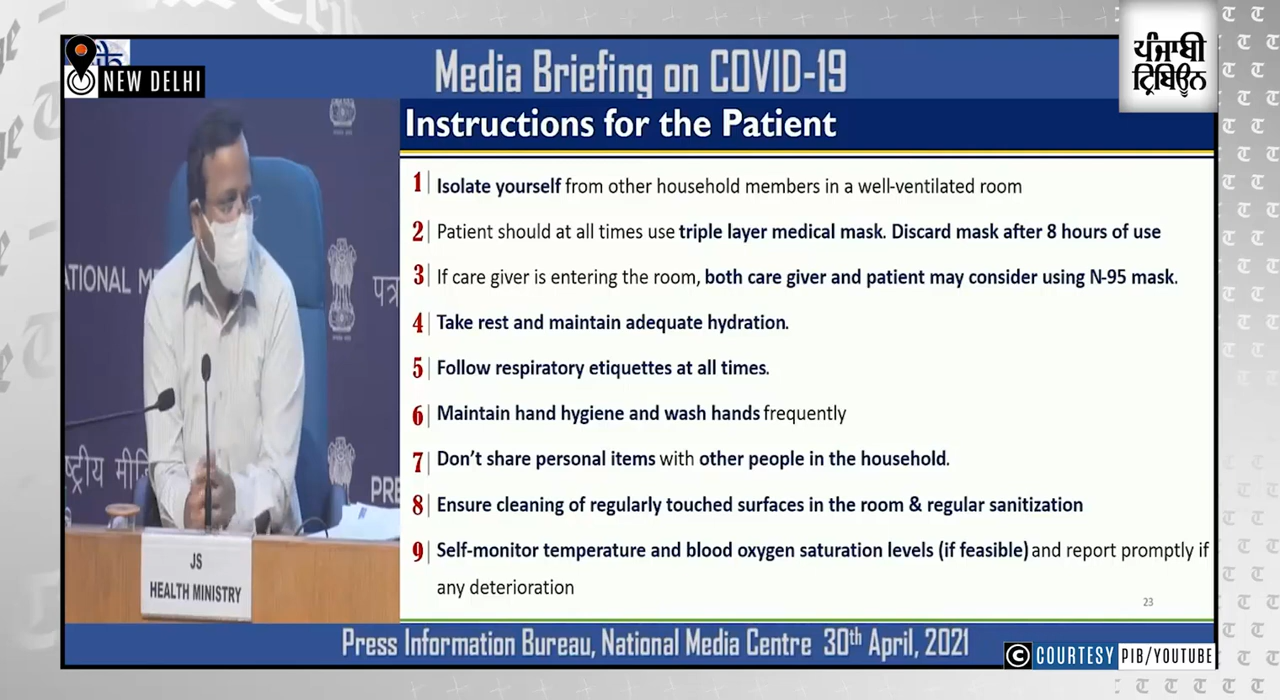 NEW DELHI
Media Briefing on COVID-19
ਪੰਜਾਬੀ
ਟ੍ਰਿਬਿਊਨ
Instructions for the Patient
1 Isolate yourself from other household members in a well-ventilated room
2 Patient should at all times use triple layer medical mask. Discard mask after 8 hours of use
3 If care giver is entering the room, both care giver and patient may consider using N-95 mask.
4 Take rest and maintain adequate hydration.
5 Follow respiratory etiquettes at all times.
6 Maintain hand hygiene and wash hands frequently
7 Don't share personal items with other people in the household.
8 Ensure cleaning of regularly touched surfaces in the room & regular sanitization
9 Self-monitor temperature and blood oxygen saturation levels (if feasible) and report promptly if
any deterioration
23
ATIONAL M
पत्र
ष्ट्रीय मी
PRE
JS
HEALTH MINISTRY
Press Information Bureau, National Media Centre 30th April, 2021
© COURTESY PIB/YOUTUBE